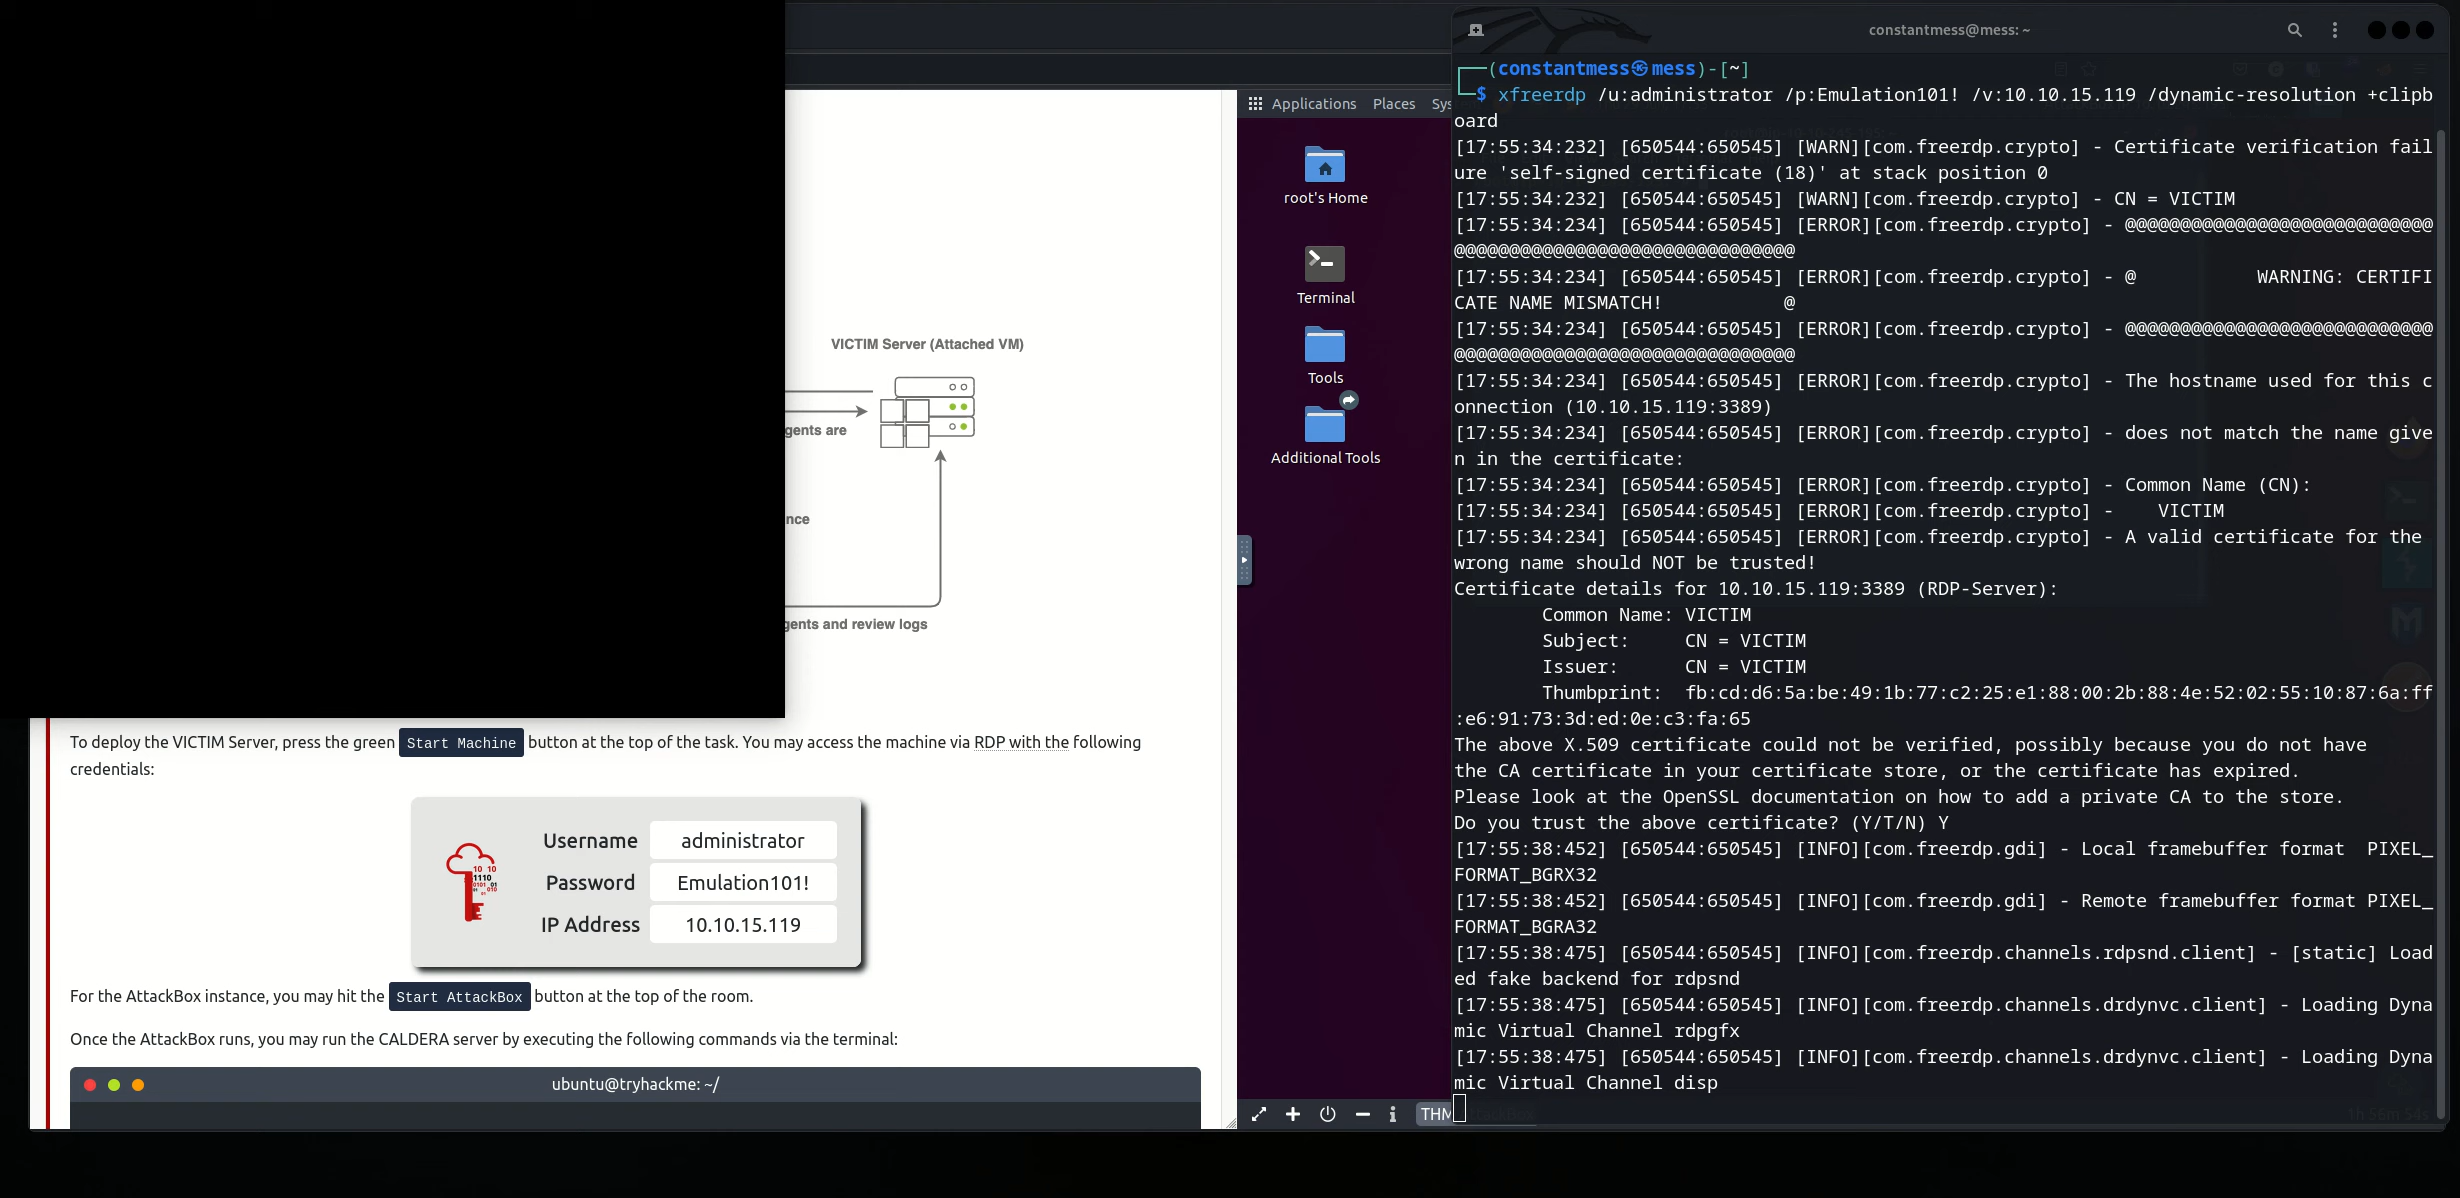 VICTIM Server (Attached VM)
gents are
nce
gents and review logs
To deploy the VICTIM Server, press the green Start Machine button at the top of the task. You may access the machine via RDP with the following
credentials:
Username administrator
Password Emulation101!
IP Address 10.10.15.119
For the AttackBox instance, you may hit the Start AttackBox button at the top of the room.
Once the AttackBox runs, you may run the CALDERA server by executing the following commands via the terminal:
ubuntu@tryhackme: ~/
Applications Places Sys
root's Home
Terminal
Tools
Additional Tools
THM
constantmess@mess: ~
┌──(constantmess㉿mess)-[~]
└─$ xfreerdp /u:administrator /p:Emulation101! /v:10.10.15.119 /dynamic-resolution +clipb
oard
[17:55:34:232] [650544:650545] [WARN][com.freerdp.crypto] - Certificate verification fail
ure 'self-signed certificate (18)' at stack position 0
[17:55:34:232] [650544:650545] [WARN][com.freerdp.crypto] - CN = VICTIM
[17:55:34:234] [650544:650545] [ERROR][com.freerdp.crypto] - @@@@@@@@@@@@@@@@@@@@@@@@@@@@
@@@@@@@@@@@@@@@@@@@@@@@@@@@@@@@
[17:55:34:234] [650544:650545] [ERROR][com.freerdp.crypto] - @           WARNING: CERTIFI
CATE NAME MISMATCH!           @
[17:55:34:234] [650544:650545] [ERROR][com.freerdp.crypto] - @@@@@@@@@@@@@@@@@@@@@@@@@@@@
@@@@@@@@@@@@@@@@@@@@@@@@@@@@@@@
[17:55:34:234] [650544:650545] [ERROR][com.freerdp.crypto] - The hostname used for this c
onnection (10.10.15.119:3389)
[17:55:34:234] [650544:650545] [ERROR][com.freerdp.crypto] - does not match the name give
n in the certificate:
[17:55:34:234] [650544:650545] [ERROR][com.freerdp.crypto] - Common Name (CN):
[17:55:34:234] [650544:650545] [ERROR][com.freerdp.crypto] -    VICTIM
[17:55:34:234] [650544:650545] [ERROR][com.freerdp.crypto] - A valid certificate for the
wrong name should NOT be trusted!
Certificate details for 10.10.15.119:3389 (RDP-Server):
Common Name: VICTIM
Subject:     CN = VICTIM
Issuer:      CN = VICTIM
Thumbprint:  fb:cd:d6:5a:be:49:1b:77:c2:25:e1:88:00:2b:88:4e:52:02:55:10:87:6a:ff
:e6:91:73:3d:ed:0e:c3:fa:65
The above X.509 certificate could not be verified, possibly because you do not have
the CA certificate in your certificate store, or the certificate has expired.
Please look at the OpenSSL documentation on how to add a private CA to the store.
Do you trust the above certificate? (Y/T/N) Y
[17:55:38:452] [650544:650545] [INFO][com.freerdp.gdi] - Local framebuffer format  PIXEL_
FORMAT_BGRX32
[17:55:38:452] [650544:650545] [INFO][com.freerdp.gdi] - Remote framebuffer format PIXEL_
FORMAT_BGRA32
[17:55:38:475] [650544:650545] [INFO][com.freerdp.channels.rdpsnd.client] - [static] Load
ed fake backend for rdpsnd
[17:55:38:475] [650544:650545] [INFO][com.freerdp.channels.drdynvc.client] - Loading Dyna
mic Virtual Channel rdpgfx
[17:55:38:475] [650544:650545] [INFO][com.freerdp.channels.drdynvc.client] - Loading Dyna
mic Virtual Channel disp
1h 56m 54s